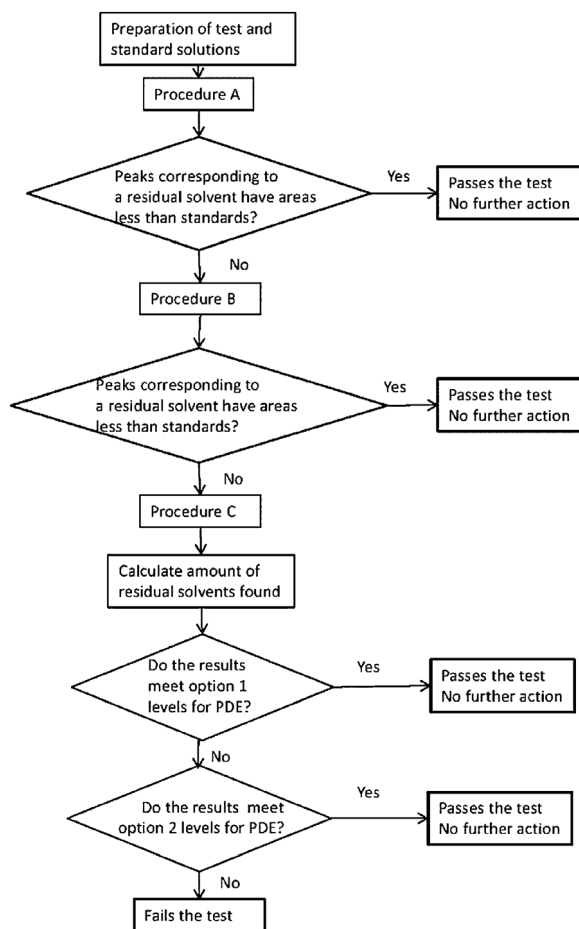 Preparation of test and
standard solutions
Procedure A
Peaks corresponding to
a residual solvent have areas
less than standards?
Yes
Passes the test
No further action
No
Procedure B
Peaks corresponding to
a residual solvent have areas
less than standards?
Yes
Passes the test
No further action
No
Procedure C
Calculate amount of
residual solvents found
Do the results
meet option 1
levels for PDE?
Yes
Passes the test
No further action
No
Do the results meet
option 2 levels for PDE?
Yes
Passes the test
No further action
No
Fails the test